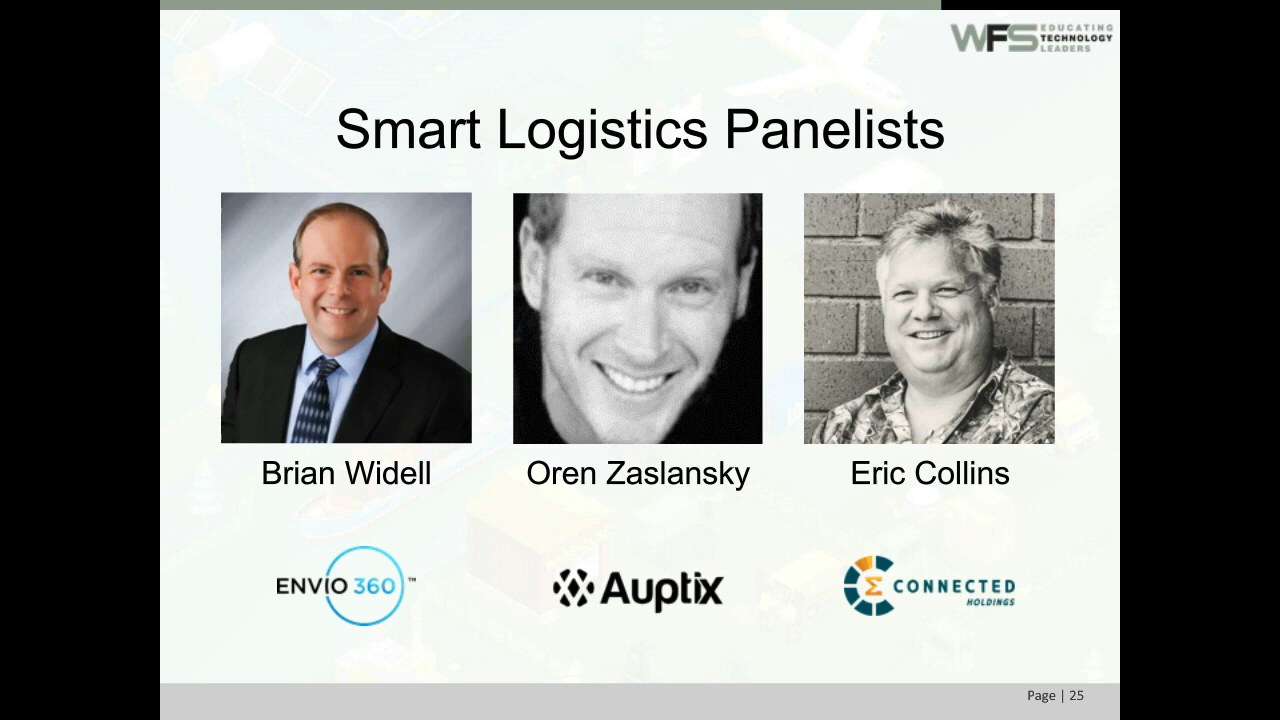 WFS EDUCATING
TECHNOLOGY
LEADERS
Smart Logistics Panelists
Brian Widell
Oren Zaslansky
Eric Collins
ENVIO 360™
Auptix
Σ CONNECTED
HOLDINGS
Page | 25